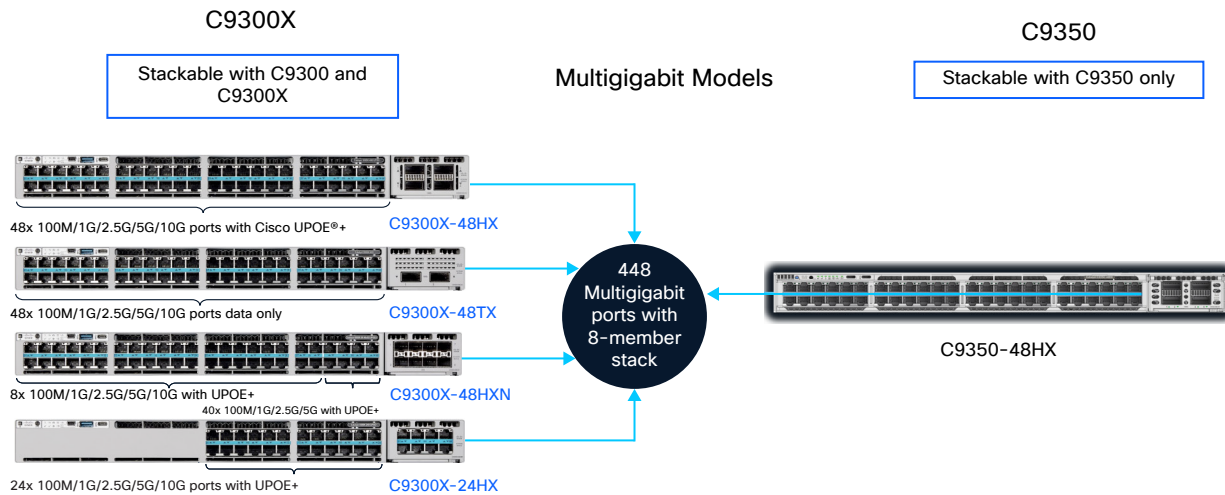 C9300X
Stackable with C9300 and
C9300X
Multigigabit Models
C9350
Stackable with C9350 only
48x 100M/1G/2.5G/5G/10G ports with Cisco UPOE®+
C9300X-48HX
48x 100M/1G/2.5G/5G/10G ports data only
C9300X-48TX
8x 100M/1G/2.5G/5G/10G with UPOE+
40x 100M/1G/2.5G/5G with UPOE+
C9300X-48HXN
24x 100M/1G/2.5G/5G/10G ports with UPOE+
C9300X-24HX
448
Multigigabit
ports with
8-member
stack
C9350-48HX